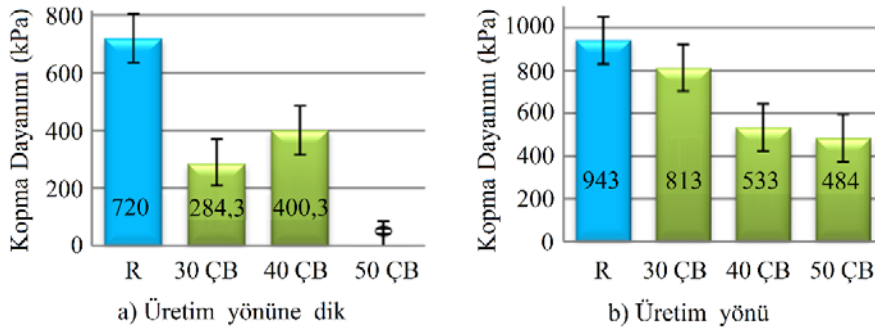 Kopma Dayanımı (kPa)
800
600
400
200
0
720
284,3
400,3
R
30 ÇB
40 ÇB
50 ÇB
a) Üretim yönüne dik
Kopma Dayanımı (kPa)
1000
800
600
400
200
0
943
813
533
484
R
30 ÇB
40 ÇB
50 ÇB
b) Üretim yönü